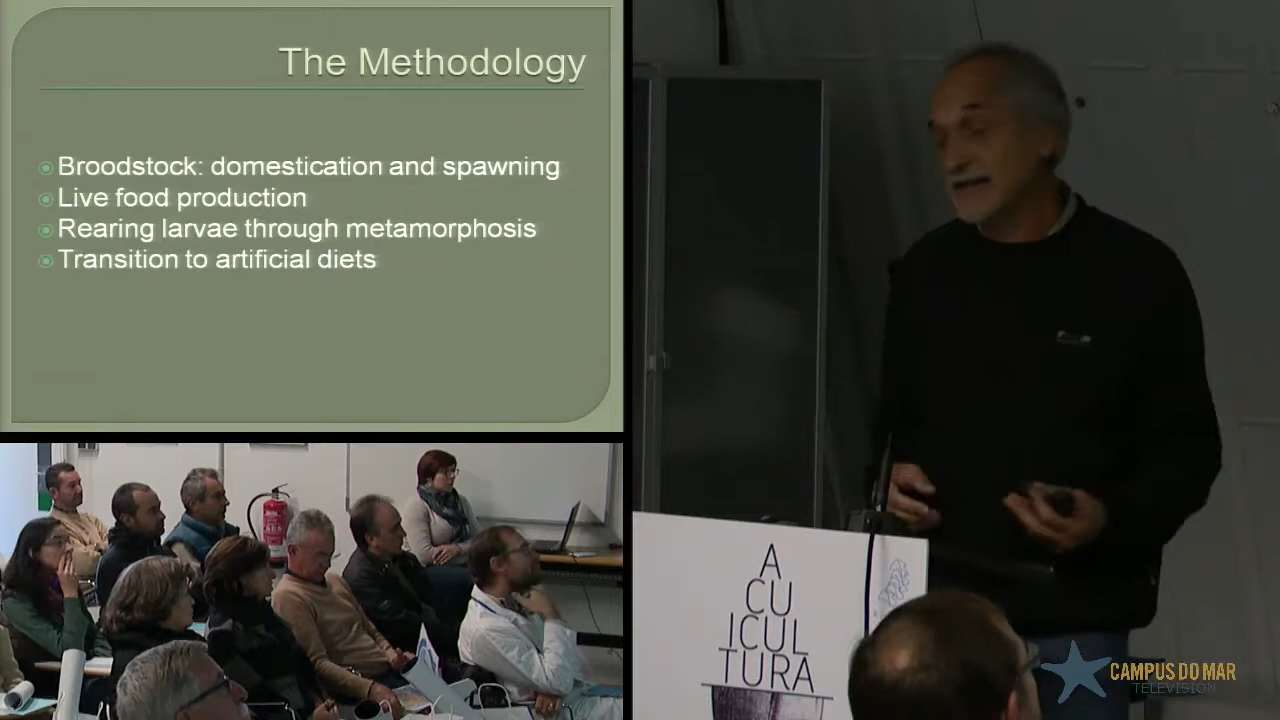 The Methodology
Broodstock: domestication and spawning
Live food production
Rearing larvae through metamorphosis
Transition to artificial diets
A
CU
ICUL
TURA
CAMPUS DO MAR
TELEVISIÓN